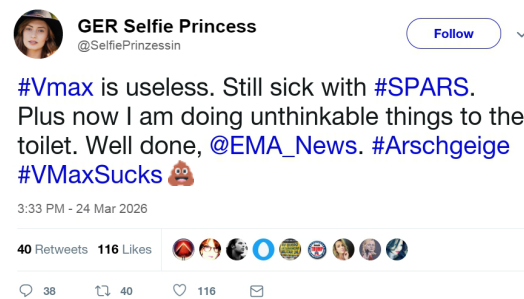 GER Selfie Princess
@SelfiePrinzessin
Follow
#Vmax is useless. Still sick with #SPARS.
Plus now I am doing unthinkable things to the
toilet. Well done, @EMA_News. #Arschgeige
#VMaxSucks💩
3:33 PM - 24 Mar 2026
40 Retweets 116 Likes
38 40 116